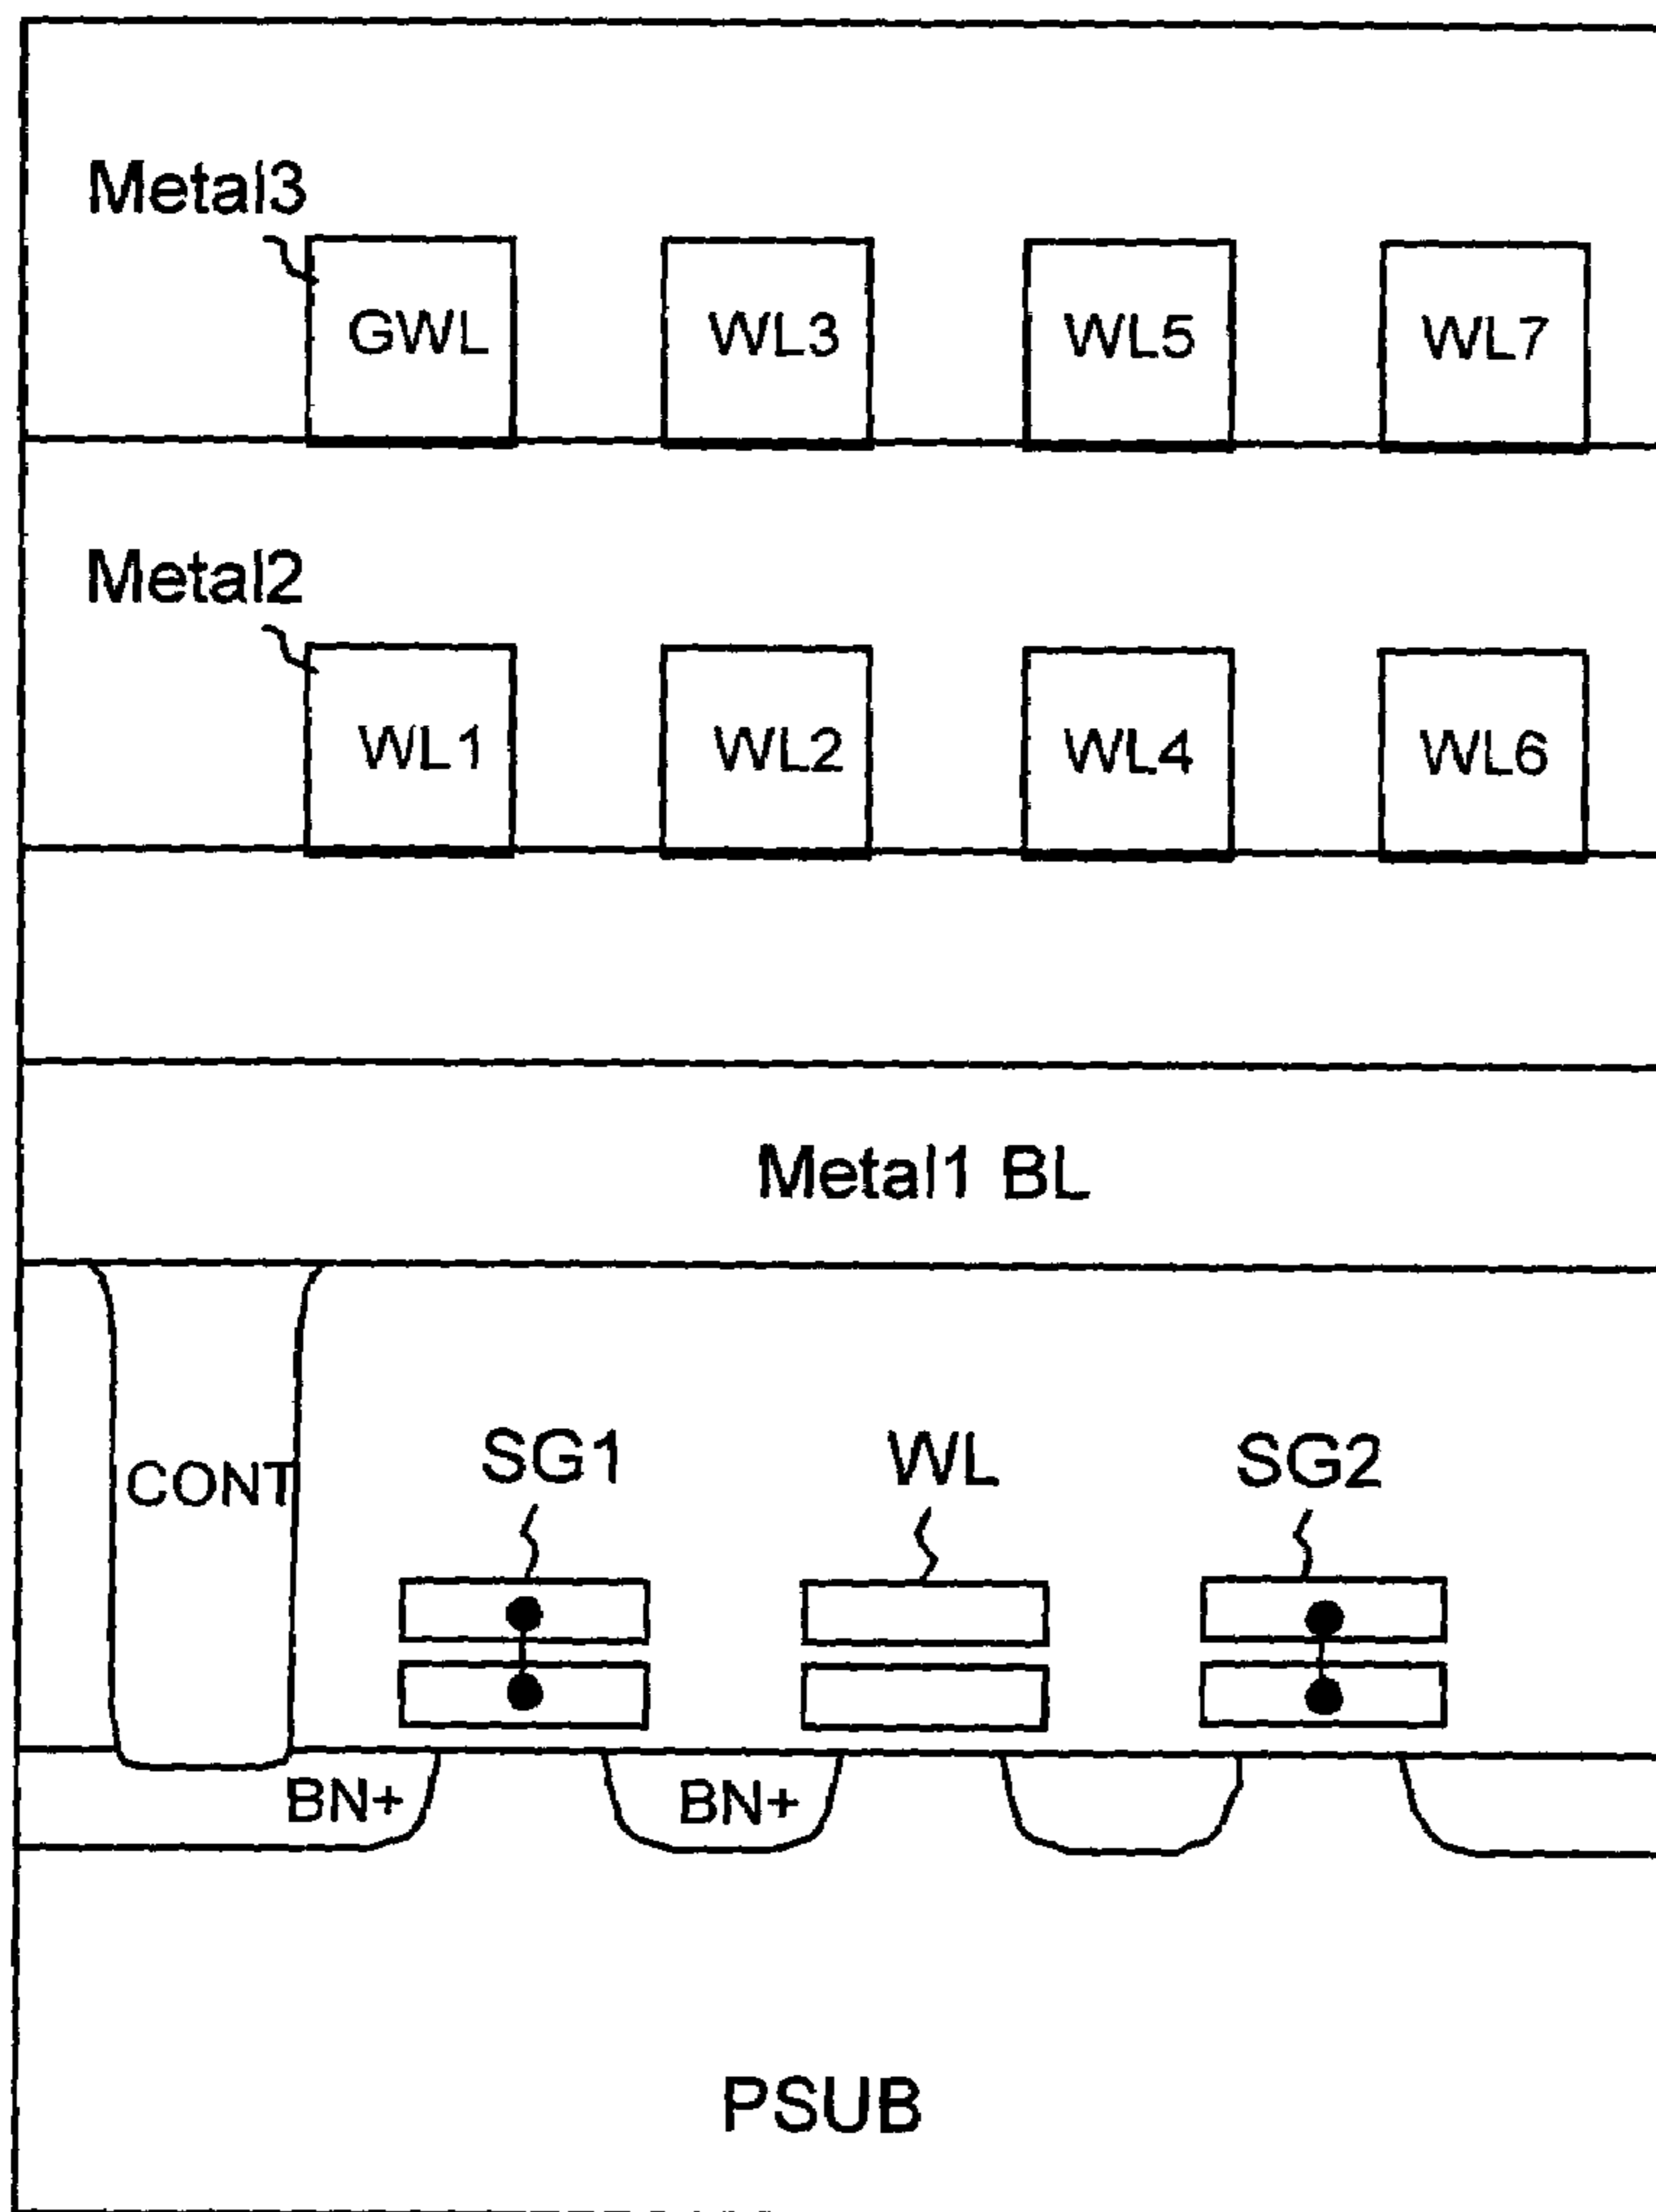 Metal3
GWL WL3 WL5 WL7
Metal2
WL1 WL2 WL4 WL6
Metal1 BL
CONT SG1 WL SG2
BN+ BN+
PSUB